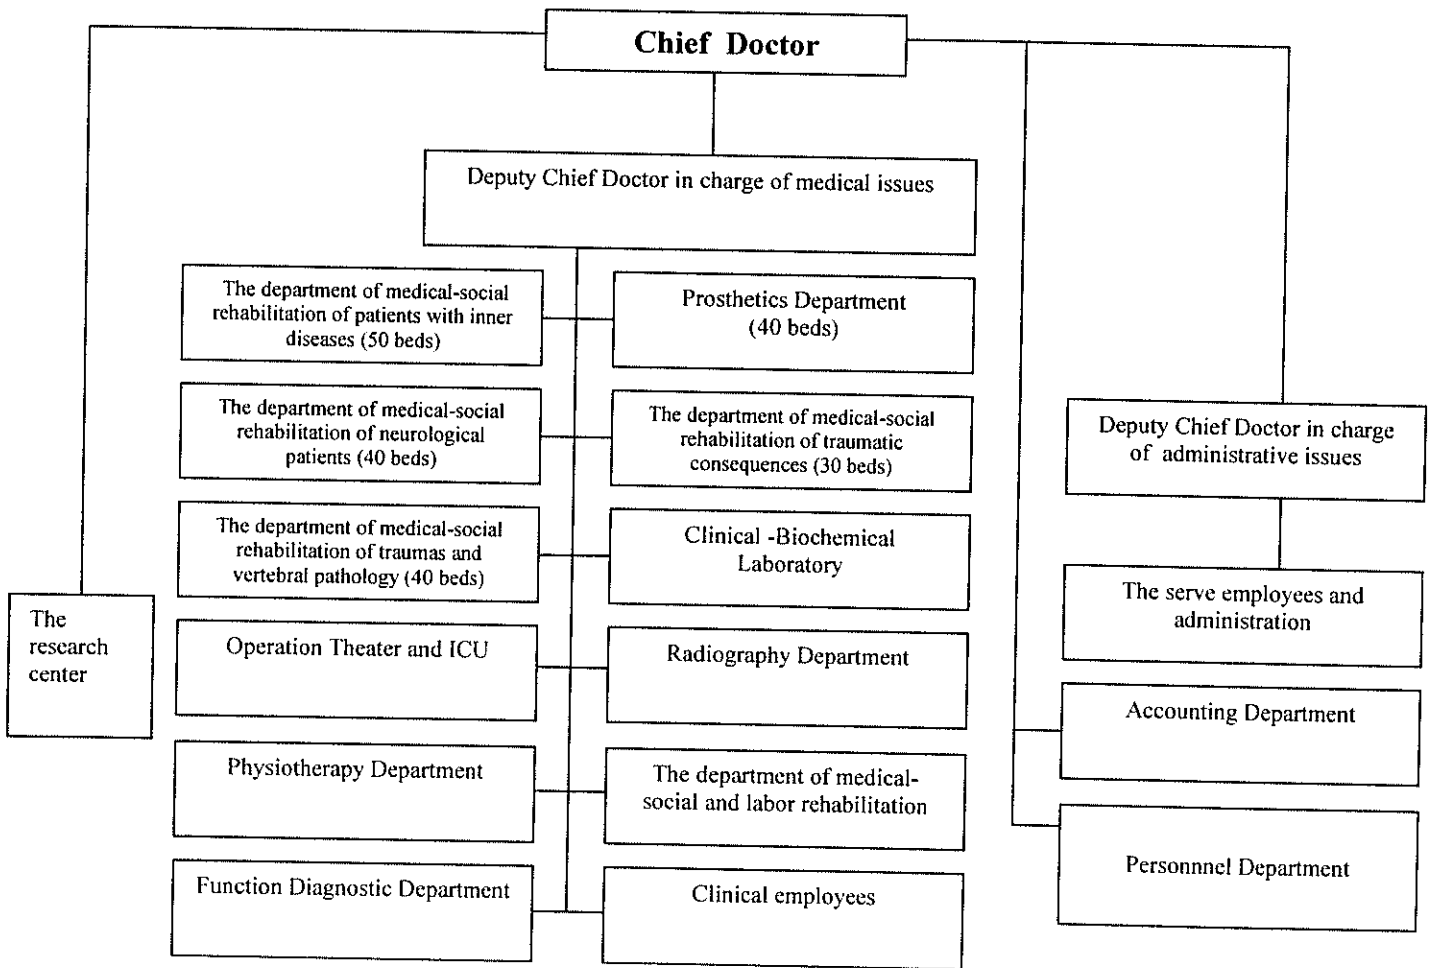 Chief Doctor
Deputy Chief Doctor in charge of medical issues
The department of medical-social
rehabilitation of patients with inner
diseases (50 beds)
Prosthetics Department
(40 beds)
The department of medical-social
rehabilitation of neurological
patients (40 beds)
The department of medical-social
rehabilitation of traumatic
consequences (30 beds)
Deputy Chief Doctor in charge
of administrative issues
The department of medical-social
rehabilitation of traumas and
vertebral pathology (40 beds)
Clinical -Biochemical
Laboratory
The serve employees and
administration
The
research
center
Operation Theater and ICU
Radiography Department
Accounting Department
Physiotherapy Department
The department of medical-
social and labor rehabilitation
Personnnel Department
Function Diagnostic Department
Clinical employees